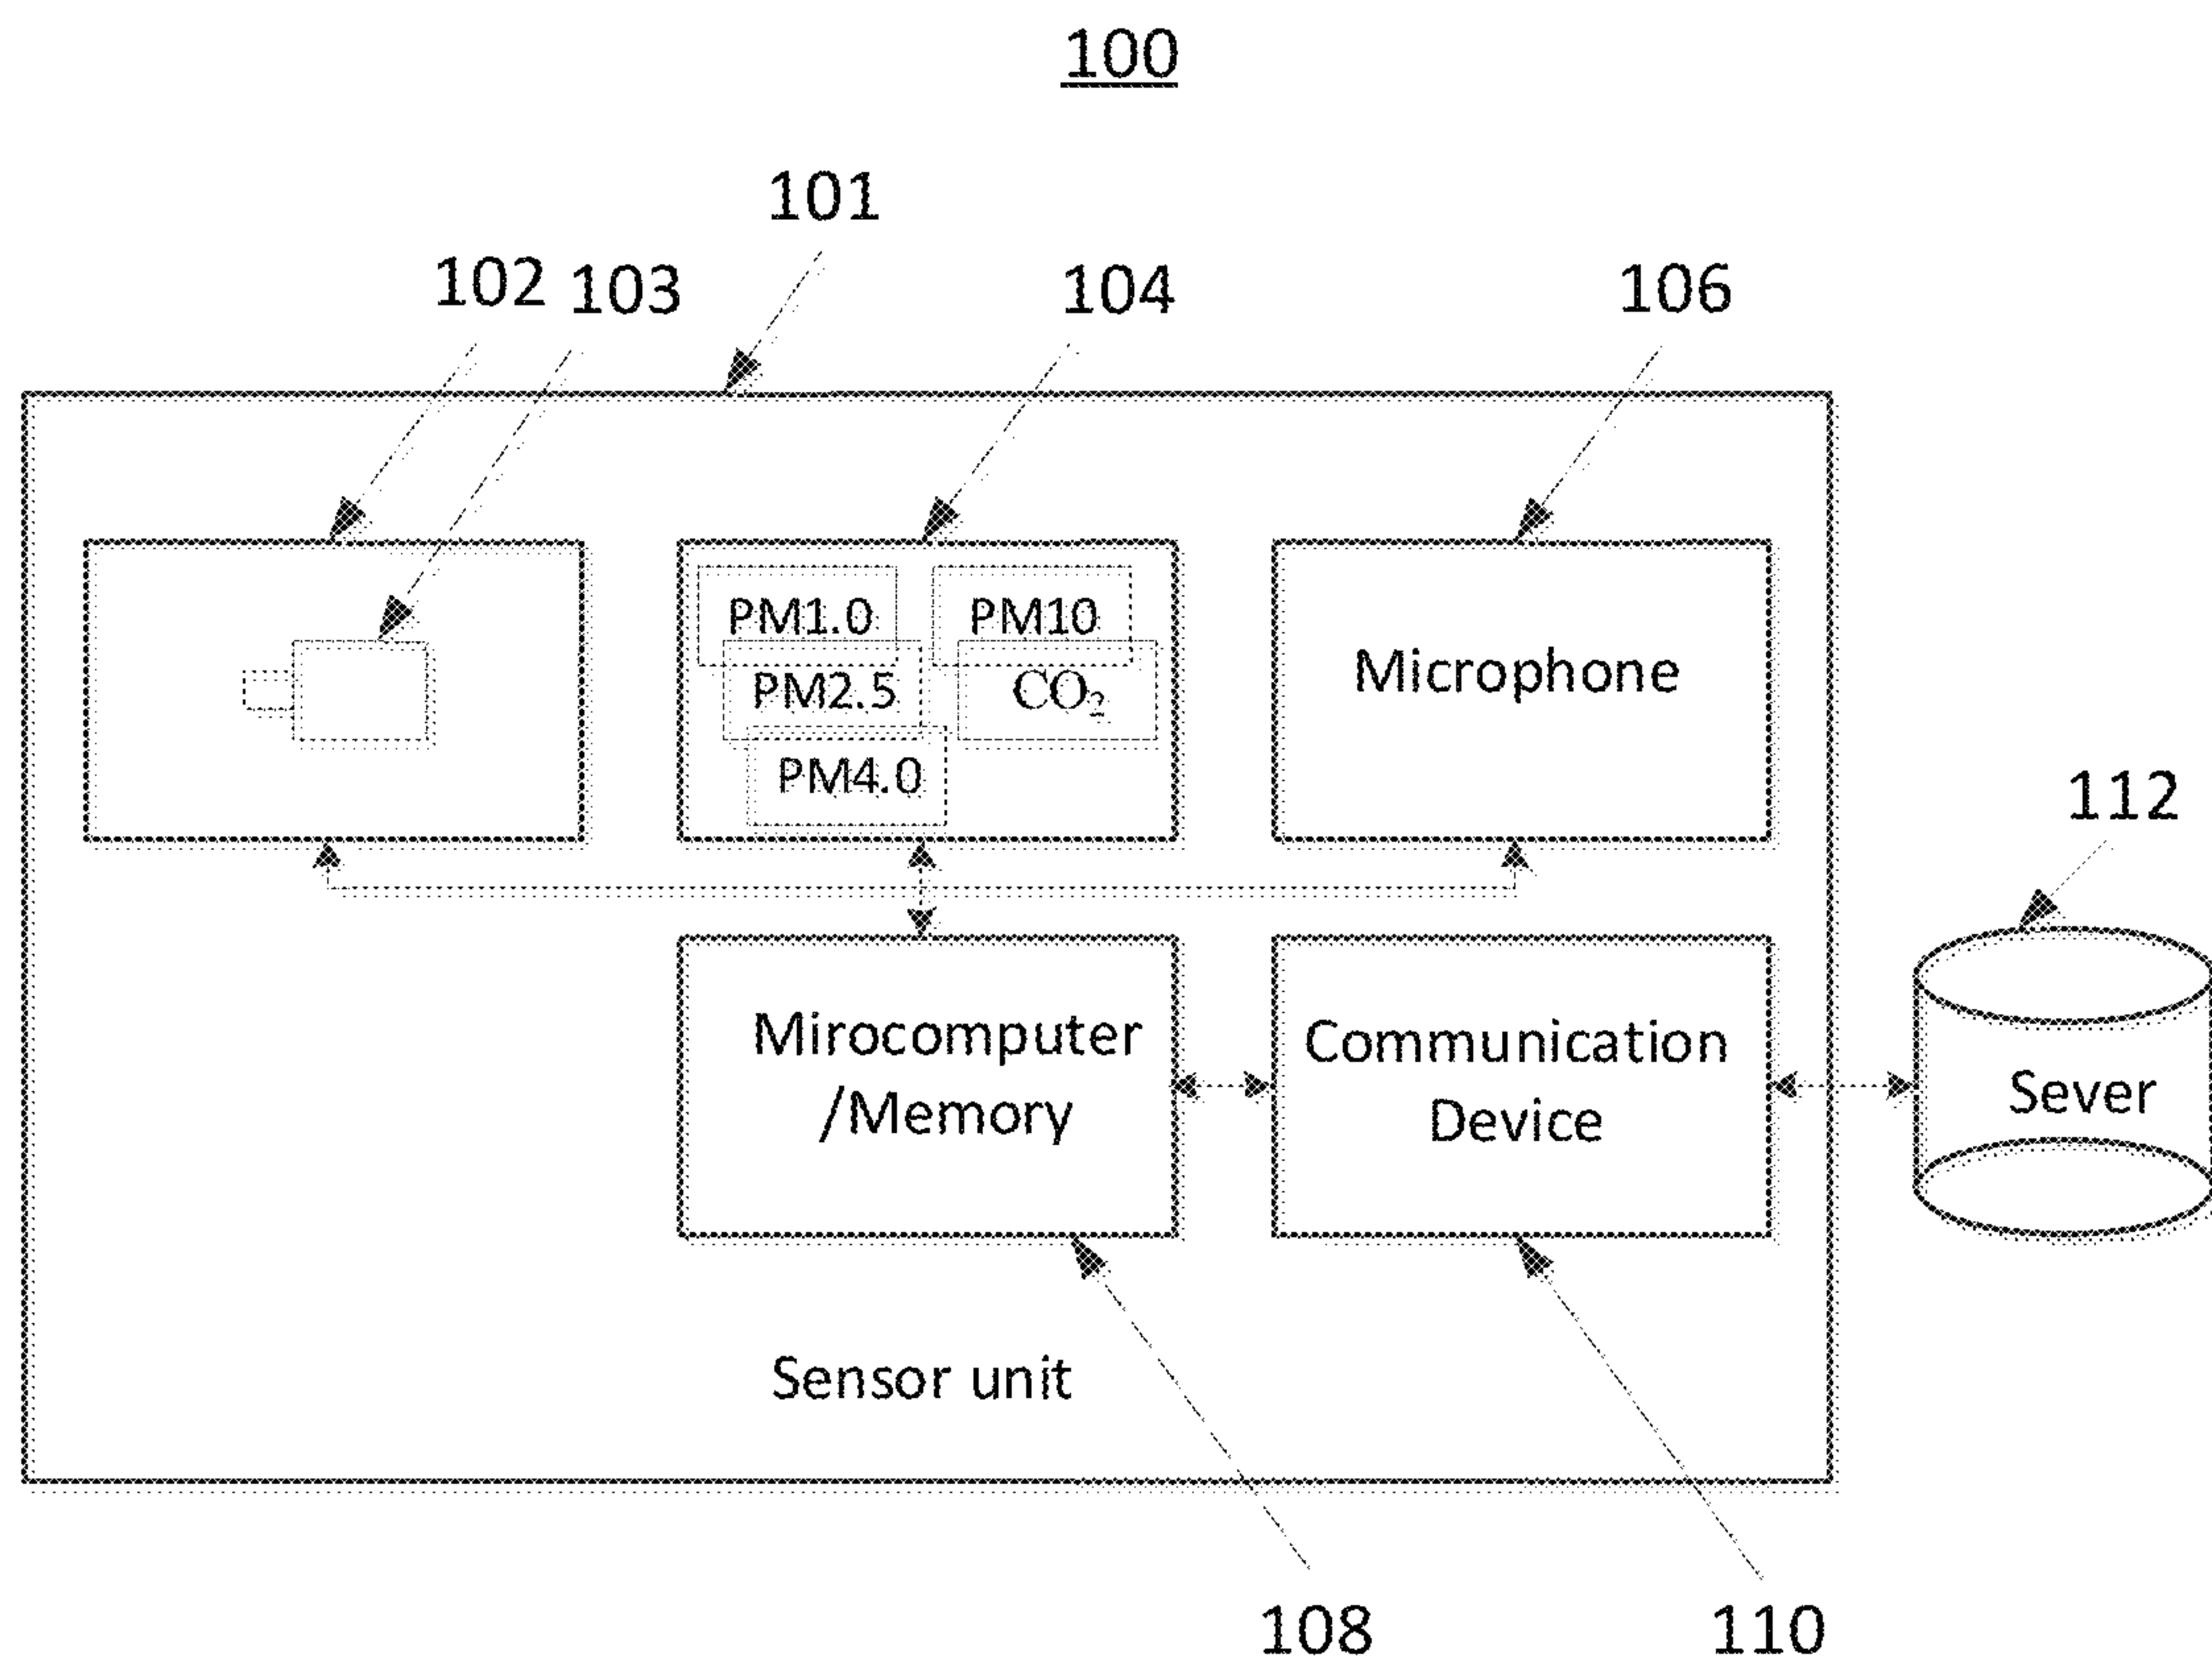 100
101
102 103 104 106
PM1.0 PM10
PM2.5 CO₂
PM4.0
Microphone
112
Mirocomputer
/Memory
Communication
Device
Sever
Sensor unit
108 110